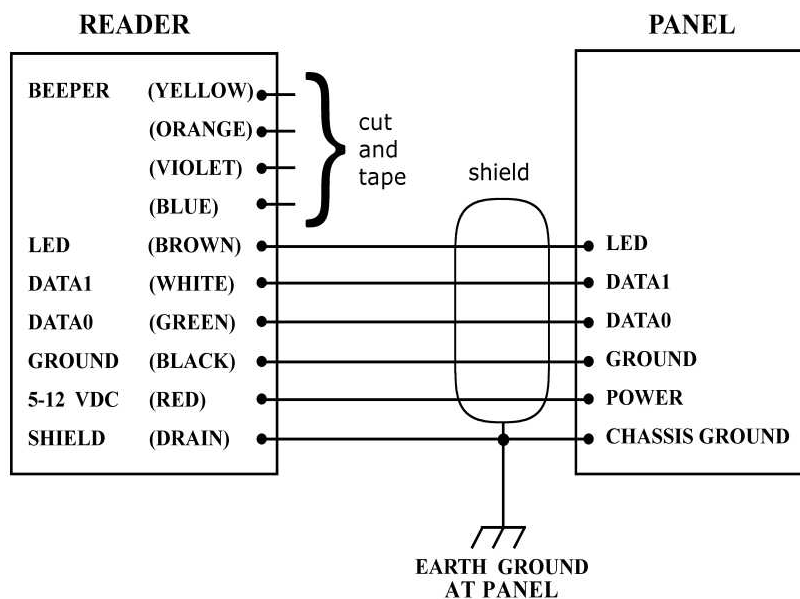 READER
PANEL
BEEPER (YELLOW)
(ORANGE)
(VIOLET)
(BLUE)
cut
and
tape
shield
LED (BROWN)
LED
DATA1 (WHITE)
DATA1
DATA0 (GREEN)
DATA0
GROUND (BLACK)
GROUND
5-12 VDC (RED)
POWER
SHIELD (DRAIN)
CHASSIS GROUND
EARTH GROUND
AT PANEL